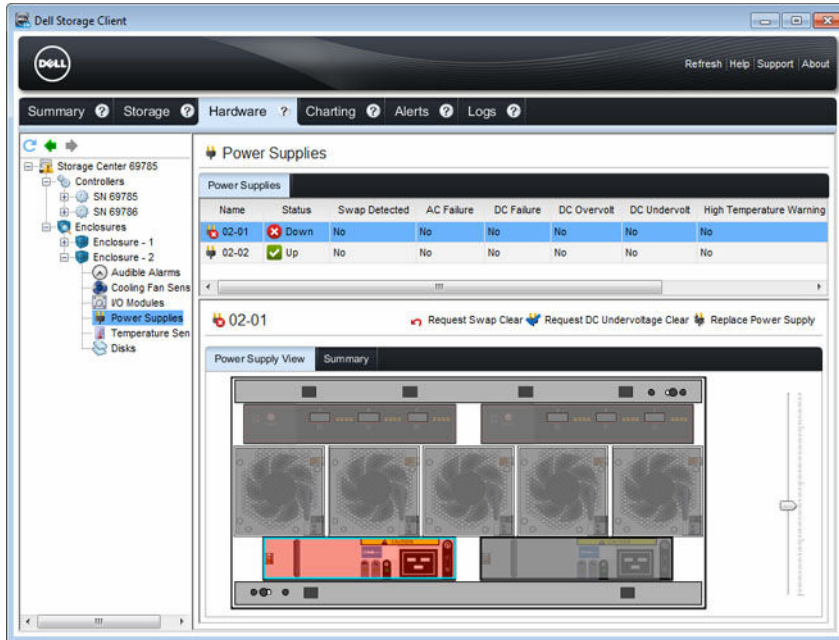 Dell Storage Client
DELL
Refresh Help Support About
Summary ? Storage ? Hardware ? Charting ? Alerts ? Logs ?
Storage Center 69785
Controllers
SN 69785
SN 69786
Enclosures
Enclosure - 1
Enclosure - 2
Audible Alarms
Cooling Fan Sens
I/O Modules
Power Supplies
Temperature Sen
Disks
Power Supplies
Power Supplies
Name Status Swap Detected AC Failure DC Failure DC Overvolt DC Undervolt High Temperature Warning
02-01 Down No No No No No No
02-02 Up No No No No No No
02-01 Request Swap Clear Request DC Undervoltage Clear Replace Power Supply
Power Supply View Summary
CAUTION